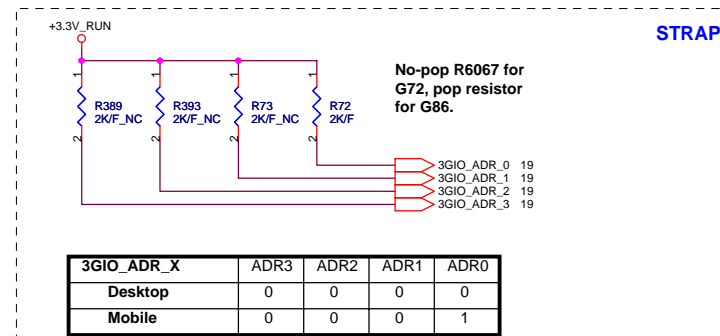 +3.3V_RUN
STRAP
No-pop R6067 for
G72, pop resistor
for G86.
1 1 1 1
R389 R393 R73 R72
2K/F_NC 2K/F_NC 2K/F_NC 2K/F
2 2 2 2
3GIO_ADR_0 19
3GIO_ADR_1 19
3GIO_ADR_2 19
3GIO_ADR_3 19
3GIO_ADR_X ADR3 ADR2 ADR1 ADR0
Desktop 0 0 0 0
Mobile 0 0 0 1